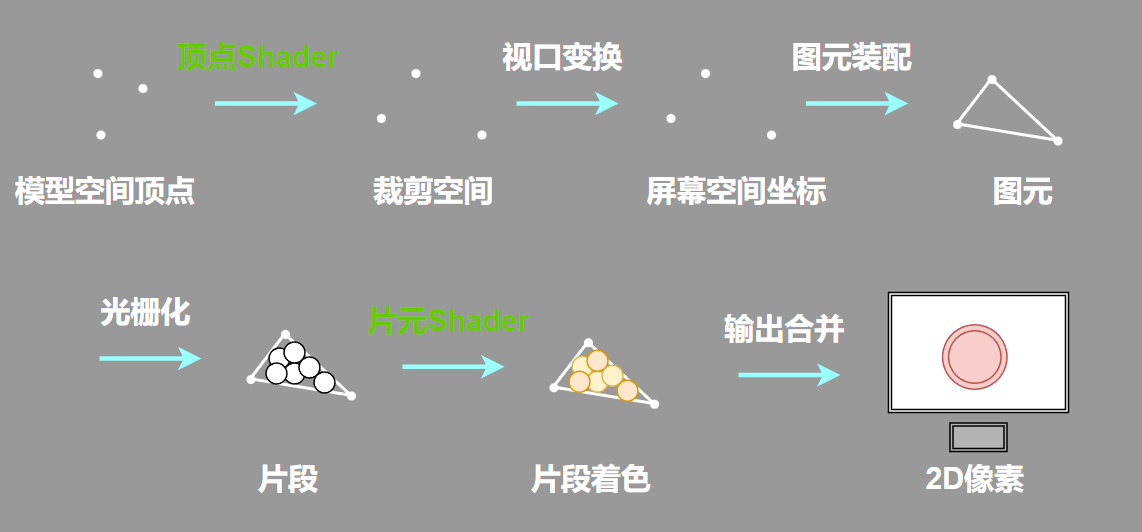 顶点Shader
视口变换
图元装配
模型空间顶点
裁剪空间
屏幕空间坐标
图元
光栅化
片元Shader
输出合并
片段
片段着色
2D像素